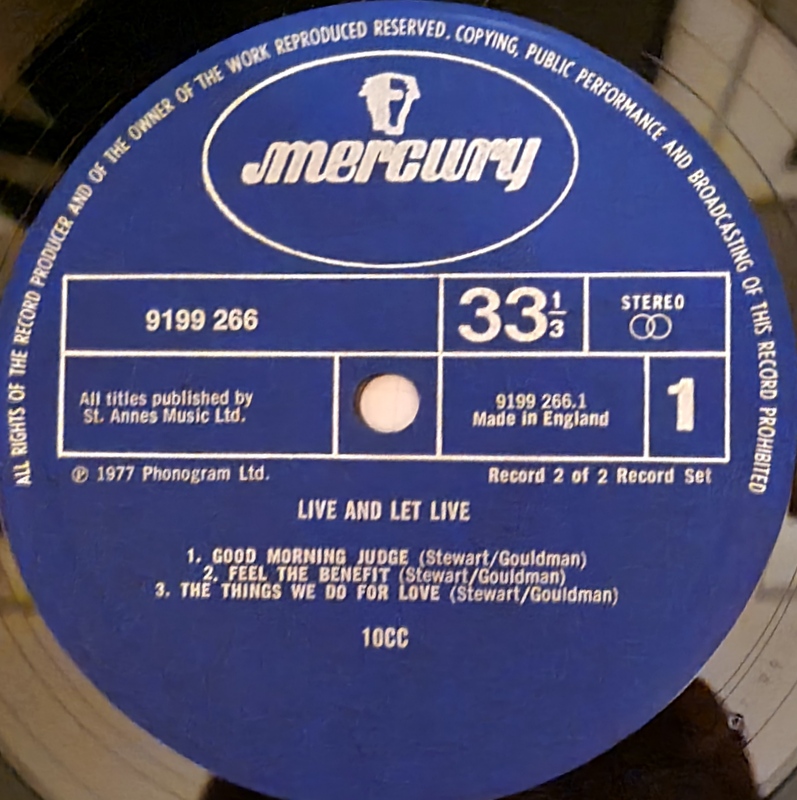 ALL RIGHTS OF THE RECORD PRODUCER AND OF THE OWNER OF THE WORK REPRODUCED RESERVED. COPYING, PUBLIC PERFORMANCE AND BROADCASTING OF THIS RECORD PROHIBITED
mercury
9199 266
33 1/3
STEREO
All titles published by
St. Annes Music Ltd.
9199 266.1
Made in England
1
℗ 1977 Phonogram Ltd.
Record 2 of 2 Record Set
LIVE AND LET LIVE
1. GOOD MORNING JUDGE (Stewart/Gouldman)
2. FEEL THE BENEFIT (Stewart/Gouldman)
3. THE THINGS WE DO FOR LOVE (Stewart/Gouldman)
10CC